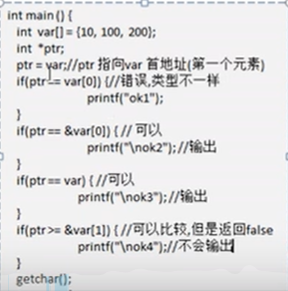 int main () {
int var[] = {10, 100, 200};
int *ptr;
ptr = var;//ptr 指向var 首地址(第一个元素)
if(ptr == var[0]) {//错误,类型不一样
printf("ok1");
}
if(ptr == &var[0]) { // 可以
printf("\nok2");//输出
}
if(ptr == var) { //可以
printf("\nok3");//输出
}
if(ptr >= &var[1]) { //可以比较,但是返回false
printf("\nok4");//不会输出
}
getchar();